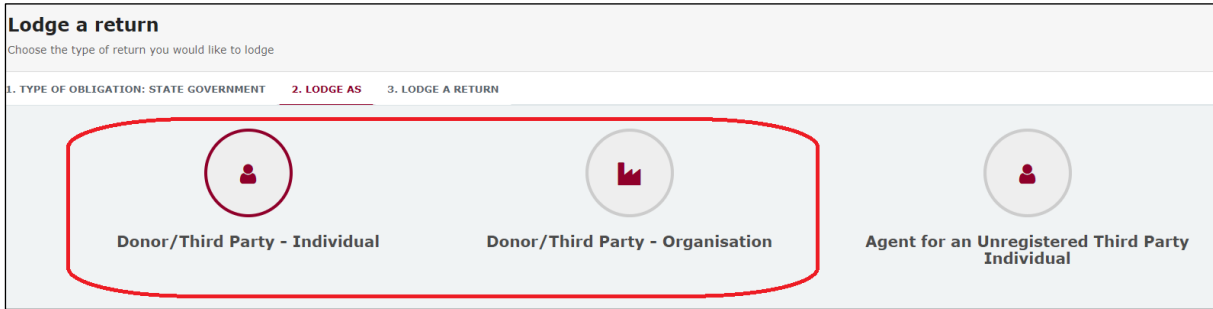 Lodge a return
Choose the type of return you would like to lodge
1. TYPE OF OBLIGATION: STATE GOVERNMENT 2. LODGE AS 3. LODGE A RETURN
Donor/Third Party - Individual
Donor/Third Party - Organisation
Agent for an Unregistered Third Party
Individual